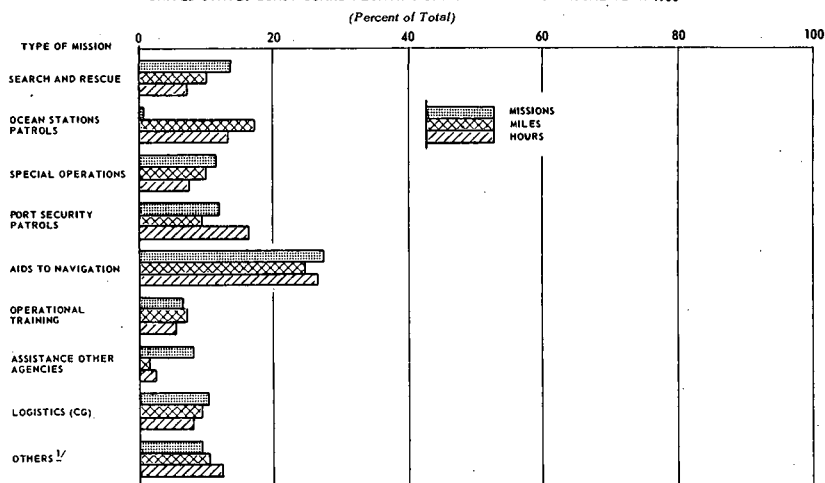 (Percent of Total)
TYPE OF MISSION
0 20 40 60 80 100
SEARCH AND RESCUE
OCEAN STATIONS
PATROLS
MISSIONS
MILES
HOURS
SPECIAL OPERATIONS
PORT SECURITY
PATROLS
AIDS TO NAVIGATION
OPERATIONAL
TRAINING
ASSISTANCE OTHER
AGENCIES
LOGISTICS (CG)
OTHERS 1/